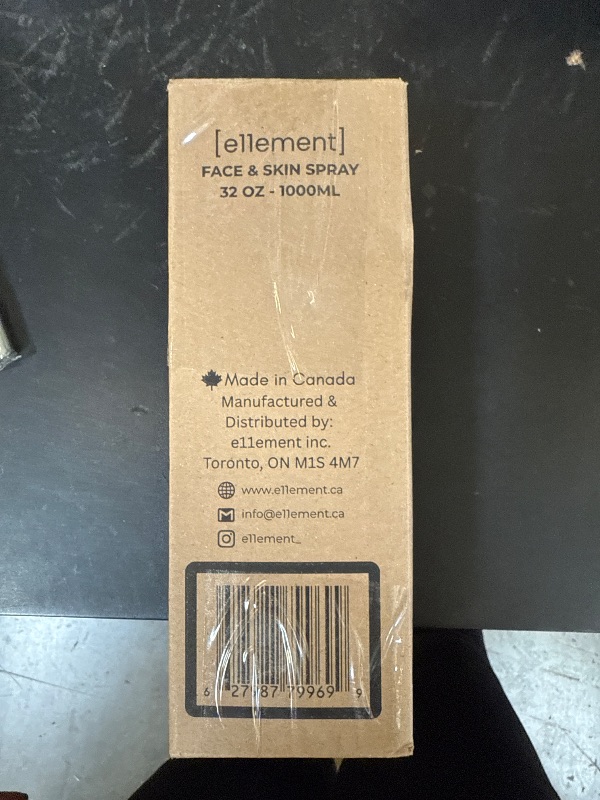 [e11ement]
FACE & SKIN SPRAY
32 OZ - 1000ML
Made in Canada
Manufactured &
Distributed by:
e11ement inc.
Toronto, ON M1S 4M7
www.e11ement.ca
info@e11ement.ca
e11ement_
6 27787 79969 9